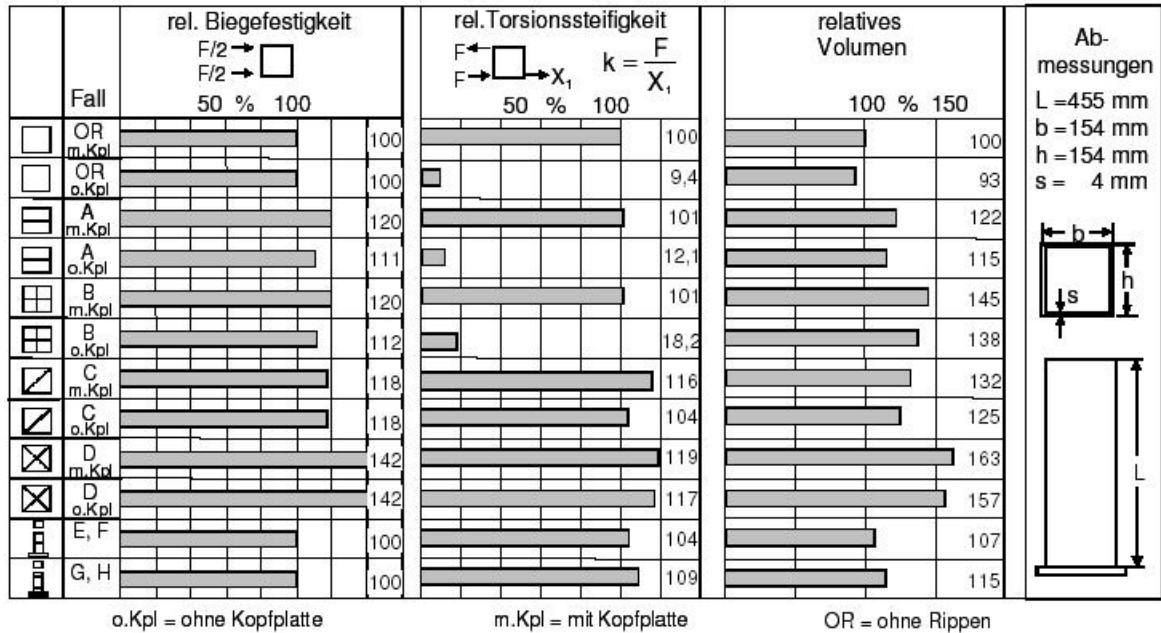 rel. Biegefestigkeit
F/2
F/2
Fall
50 % 100
rel.Torsionssteifigkeit
F
F
X₁
k = F / X₁
50 % 100
relatives
Volumen
100 % 150
OR m.Kpl 100 100 100
OR o.Kpl 100 9,4 93
A m.Kpl 120 101 122
A o.Kpl 111 12,1 115
B m.Kpl 120 101 145
B o.Kpl 112 18,2 138
C m.Kpl 118 116 132
C o.Kpl 118 104 125
D m.Kpl 142 119 163
D o.Kpl 142 117 157
E, F 100 104 107
G, H 100 109 115
Ab-
messungen
L =455 mm
b =154 mm
h =154 mm
s = 4 mm
b
h
s
L
o.Kpl = ohne Kopfplatte
m.Kpl = mit Kopfplatte
OR = ohne Rippen